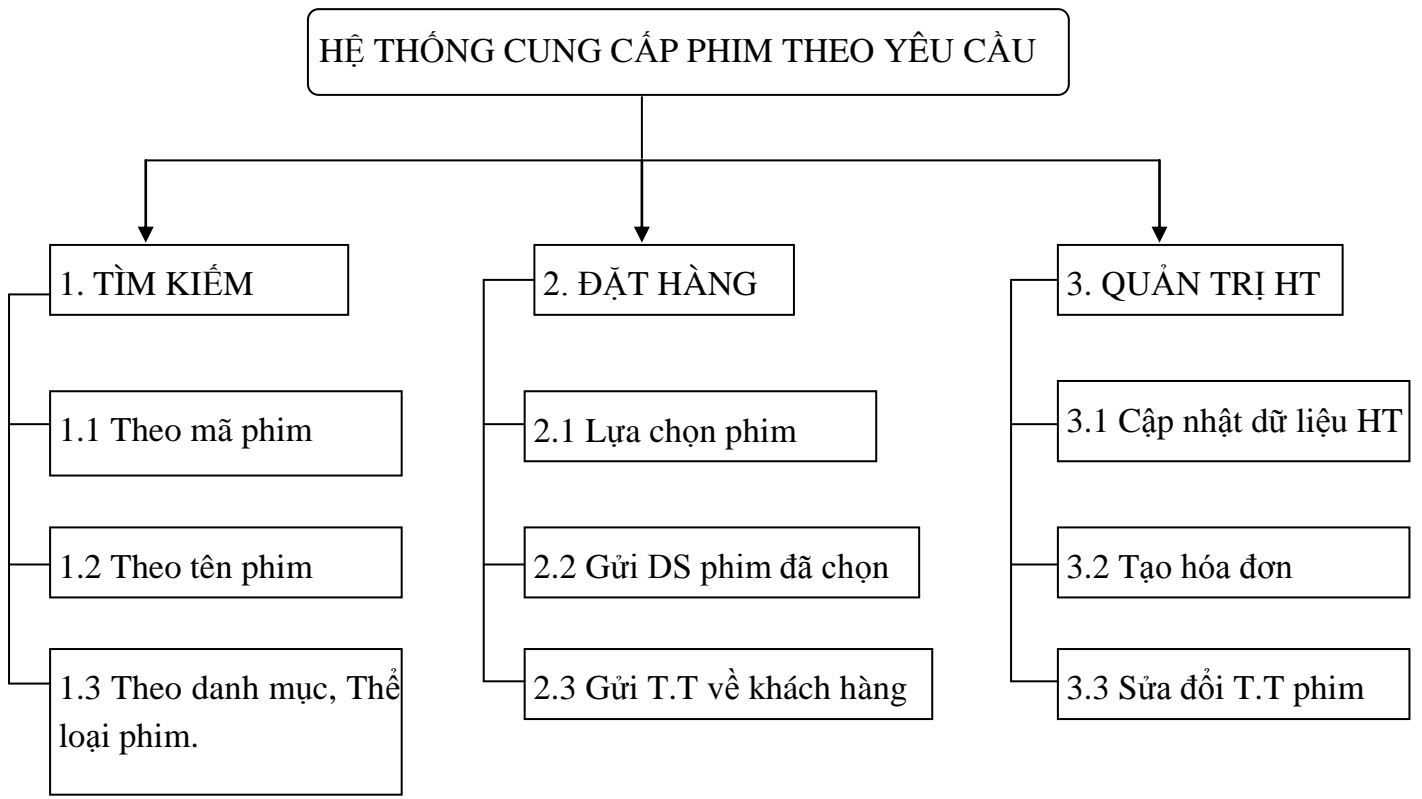 HỆ THỐNG CUNG CẤP PHIM THEO YÊU CẦU
1. TÌM KIẾM
1.1 Theo mã phim
1.2 Theo tên phim
1.3 Theo danh mục, Thể
loại phim.
2. ĐẶT HÀNG
2.1 Lựa chọn phim
2.2 Gửi DS phim đã chọn
2.3 Gửi T.T về khách hàng
3. QUẢN TRỊ HT
3.1 Cập nhật dữ liệu HT
3.2 Tạo hóa đơn
3.3 Sửa đổi T.T phim